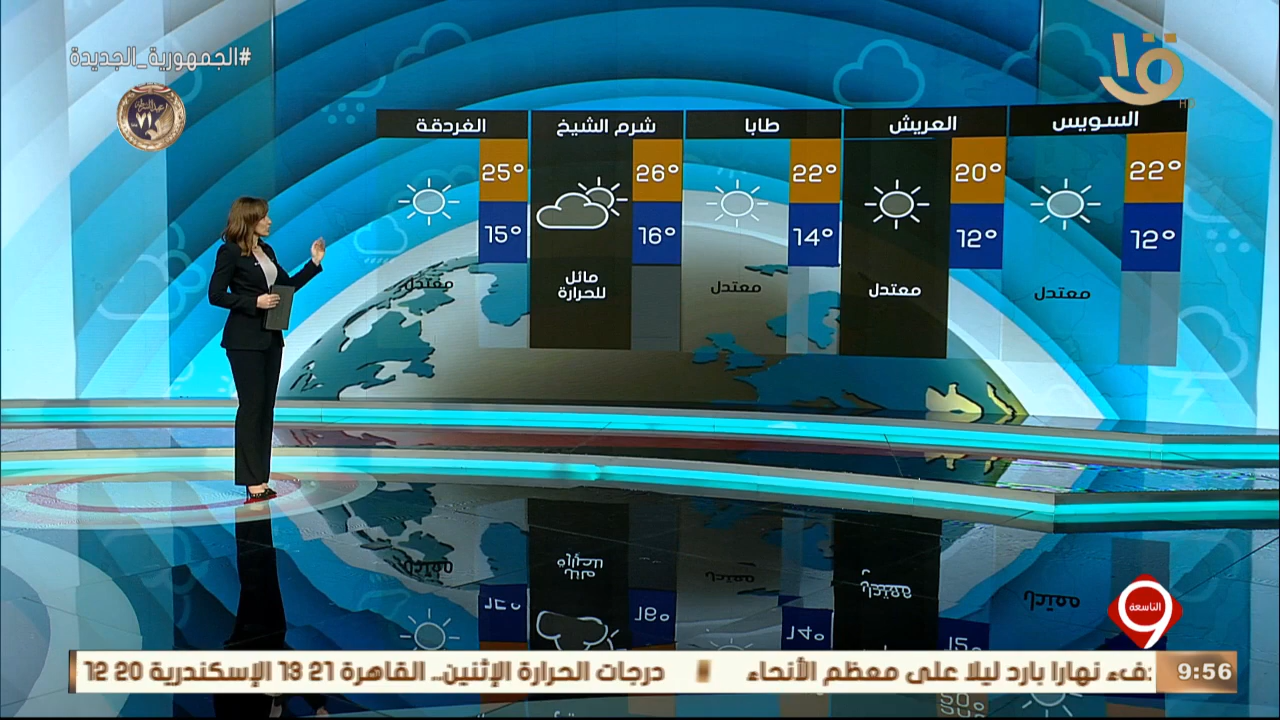 #الجمهورية_الجديدة
HD
السويس
22°
12°
معتدل
العريش
20°
12°
معتدل
طابا
22°
14°
معتدل
شرم الشيخ
26°
16°
مائل
للحرارة
الغردقة
25°
15°
معتدل
التاسعة
9
9:56
نهارا بارد ليلا على معظم الأنحاء
درجات الحرارة الإثنين.. القاهرة 21 13 الإسكندرية 20 12